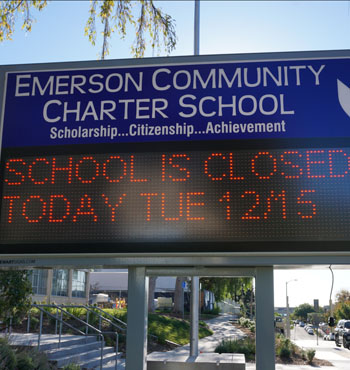 EMERSON COMMUNITY
CHARTER SCHOOL
Scholarship...Citizenship...Achievement
SCHOOL IS CLOSED
TODAY TUE 12/15